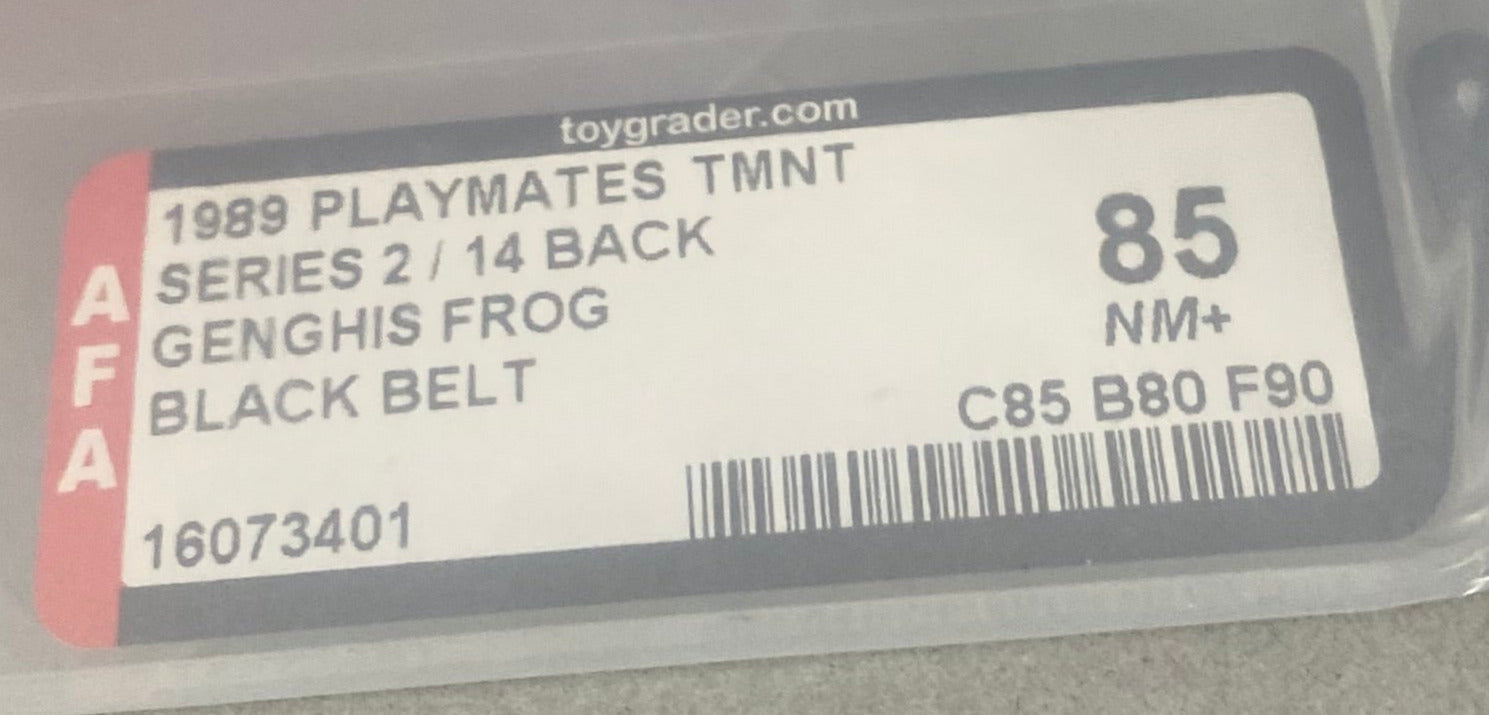 toygrader.com
AFA
1989 PLAYMATES TMNT
SERIES 2 / 14 BACK
GENGHIS FROG
BLACK BELT
85
NM+
C85 B80 F90
16073401